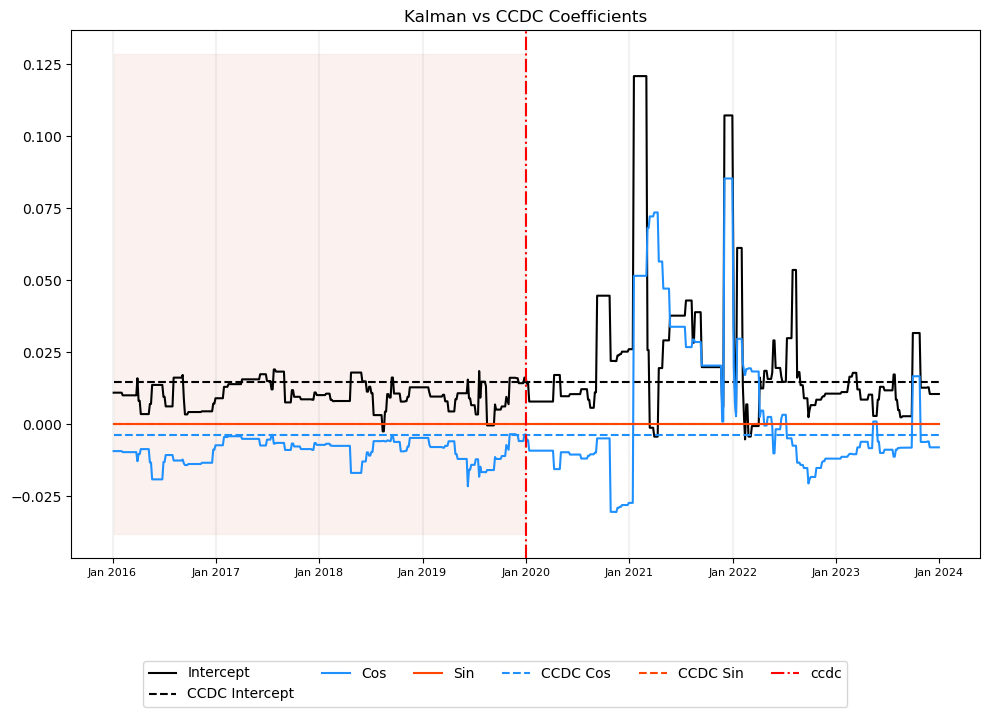 Kalman vs CCDC Coefficients
0.125
0.100
0.075
0.050
0.025
0.000
−0.025
Jan 2016 Jan 2017 Jan 2018 Jan 2019 Jan 2020 Jan 2021 Jan 2022 Jan 2023 Jan 2024
Intercept Cos Sin CCDC Cos CCDC Sin ccdc
CCDC Intercept